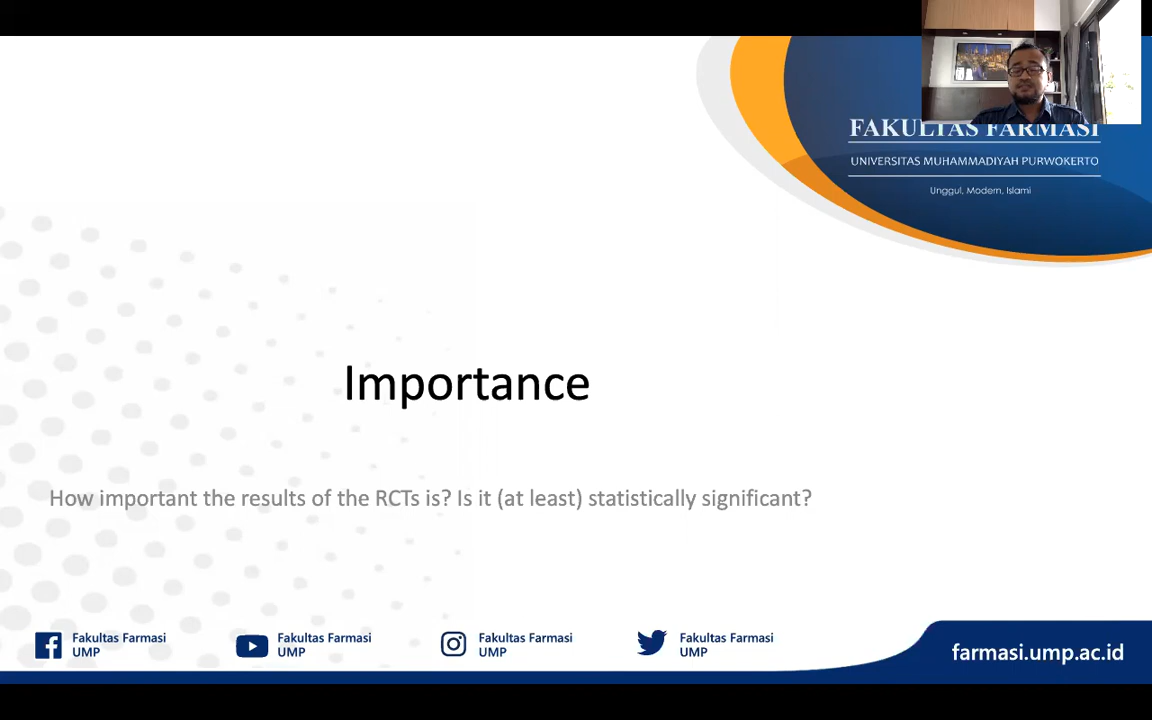 FAKULTAS FARMASI
UNIVERSITAS MUHAMMADIYAH PURWOKERTO
Unggul, Modern, Islami
Importance
How important the results of the RCTs is? Is it (at least) statistically significant?
Fakultas Farmasi
UMP
Fakultas Farmasi
UMP
Fakultas Farmasi
UMP
Fakultas Farmasi
UMP
farmasi.ump.ac.id